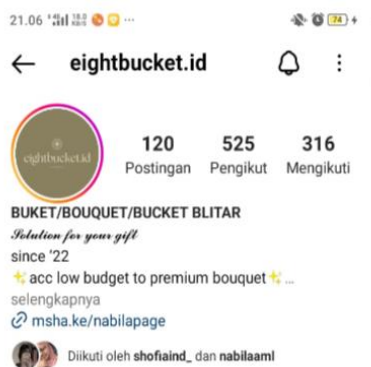 21.06
74
eightbucket.id
eightbucket.id
120 525 316
Postingan Pengikut Mengikuti
BUKET/BOUQUET/BUCKET BLITAR
Solution for your gift
since '22
✨acc low budget to premium bouquet✨...
selengkapnya
msha.ke/nabilapage
Diikuti oleh shofiaind_ dan nabilaaml